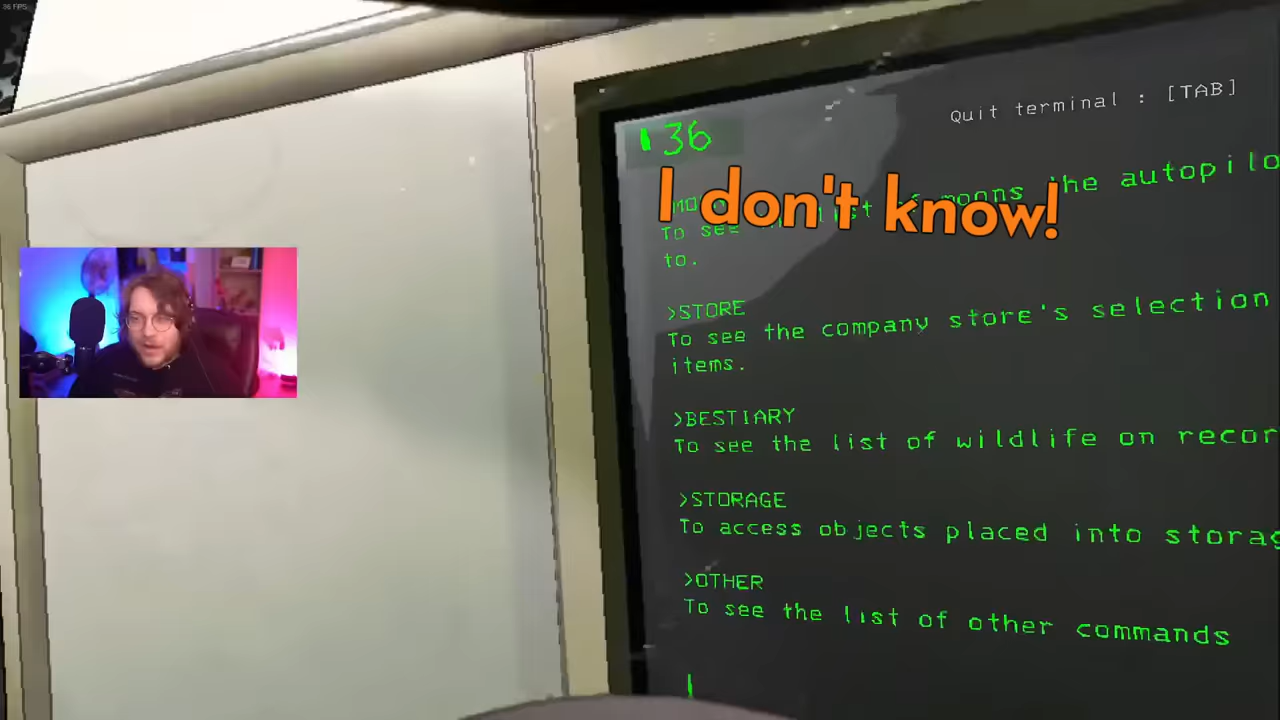 36 FPS
Quit terminal : [TAB]
▮36
I don't know!
the autopilo
To see
to.
>STORE
To see the company store's selection
items.
>BESTIARY
To see the list of wildlife on recor
>STORAGE
To access objects placed into storag
>OTHER
To see the list of other commands